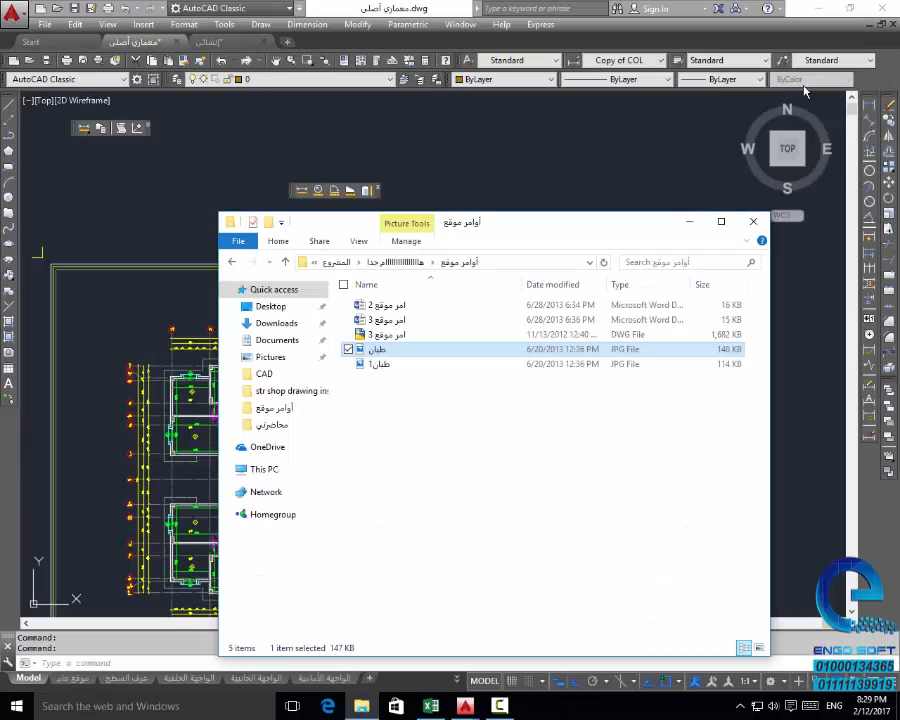 AutoCAD Classic
معماري أصلي.dwg
Type a keyword or phrase
Sign In
File Edit View Insert Format Tools Draw Dimension Modify Parametric Window Help Express
Start
معماري أصلي*
إنشائي*
Standard
Copy of COL
Standard
Standard
AutoCAD Classic
0
ByLayer
ByLayer
ByLayer
ByColor
[−][Top][2D Wireframe]
N
W
TOP
E
S
WCS
Picture Tools
أوامر موقع
File Home Share View Manage
المشروع
هااااااااااااام جدا
أوامر موقع
Search أوامر موقع
Name Date modified Type Size
امر موقع 2 6/28/2013 6:34 PM Microsoft Word D... 16 KB
امر موقع 3 6/28/2013 6:36 PM Microsoft Word D... 15 KB
امر موقع 3 11/13/2012 12:40 ... DWG File 1,682 KB
طبان 6/20/2013 12:36 PM JPG File 148 KB
طبان1 6/20/2013 12:36 PM JPG File 114 KB
Quick access
Desktop
Downloads
Documents
Pictures
CAD
str shop drawing ins
أوامر موقع
محاضرتي
OneDrive
This PC
Network
Homegroup
5 items 1 item selected 147 KB
Y
X
Command:
Command:
Type a command
Model
موقع عام
غرف السطح
الواجهة الخلفية
الواجهة الجانبية
الواجهة الأمامية
MODEL
ENGO SOFT
01000134365
01111139919
Search the web and Windows
ENG
8:29 PM
2/12/2017